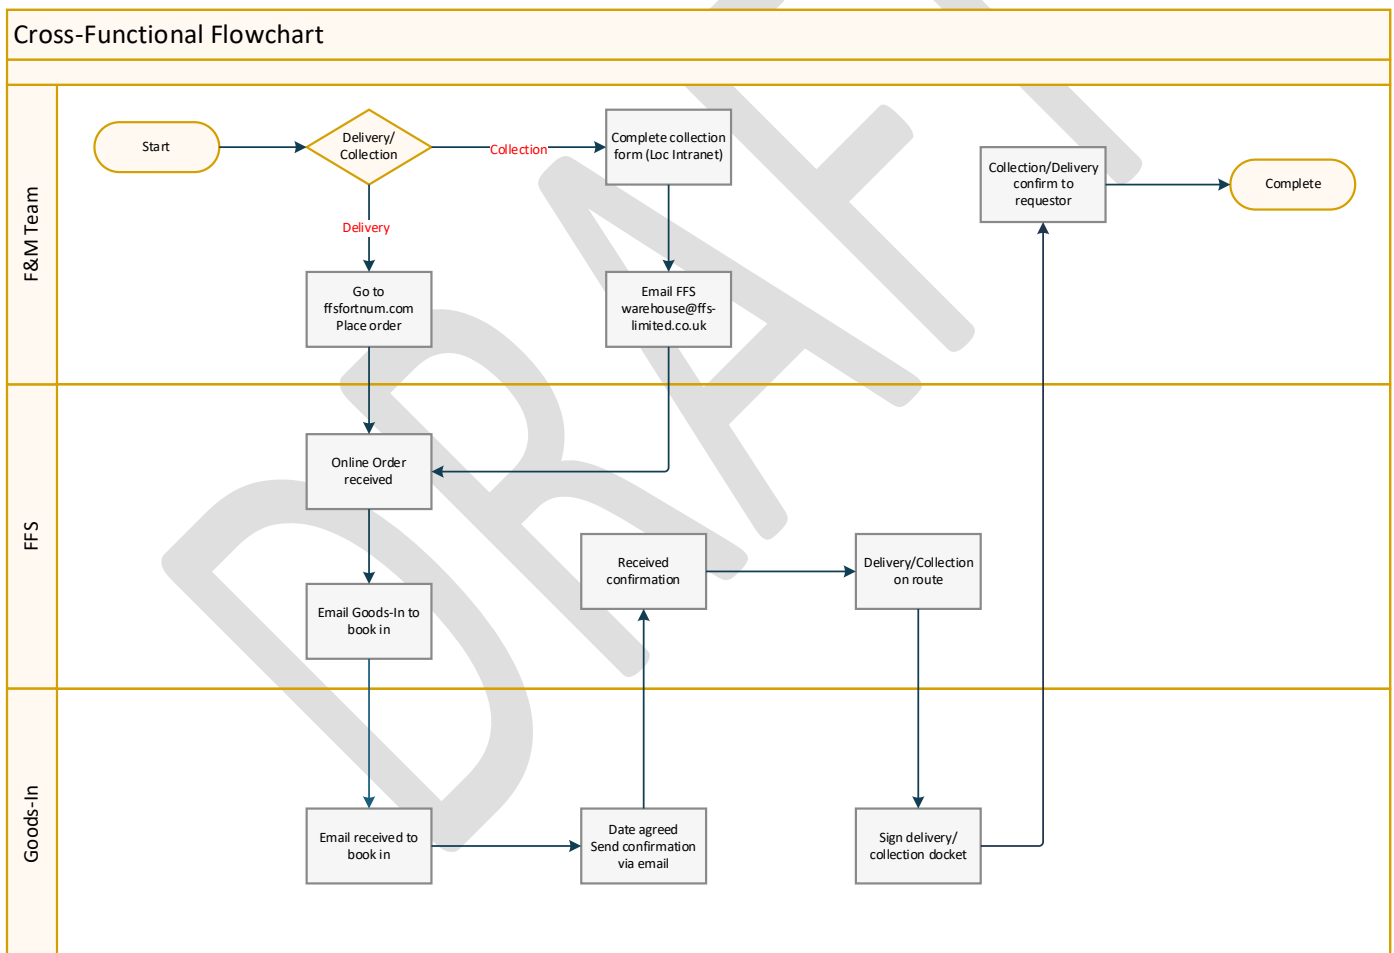 Cross-Functional Flowchart
F&M Team
Start
Delivery/
Collection
Collection
Complete collection
form (Loc Intranet)
Collection/Delivery
confirm to
requestor
Complete
Delivery
Go to
ffsfortnum.com
Place order
Email FFS
warehouse@ffs-
limited.co.uk
FFS
Online Order
received
Received
confirmation
Delivery/Collection
on route
Email Goods-In to
book in
Goods-In
Email received to
book in
Date agreed
Send confirmation
via email
Sign delivery/
collection docket
DRAFT